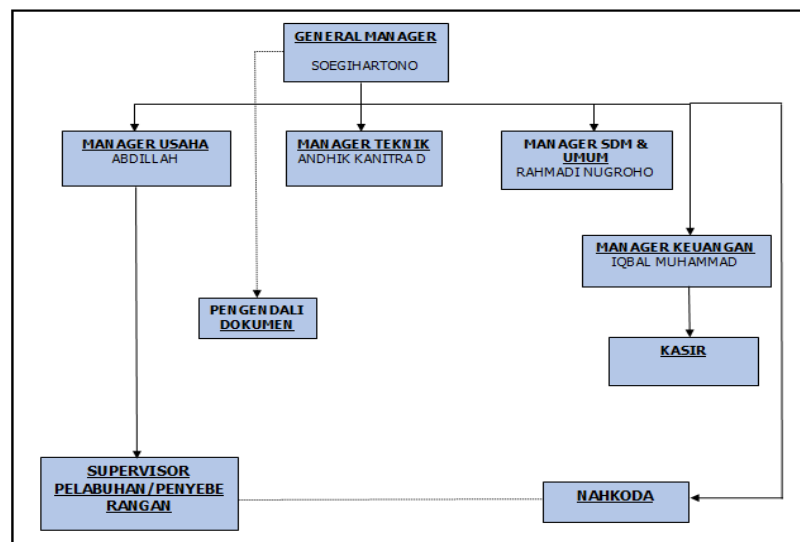 GENERAL MANAGER
SOEGIHARTONO
MANAGER USAHA
ABDILLAH
MANAGER TEKNIK
ANDHIK KANITRA D
MANAGER SDM &
UMUM
RAHMADI NUGROHO
MANAGER KEUANGAN
IQBAL MUHAMMAD
PENGENDALI
DOKUMEN
KASIR
SUPERVISOR
PELABUHAN/PENYEBE
RANGAN
NAHKODA